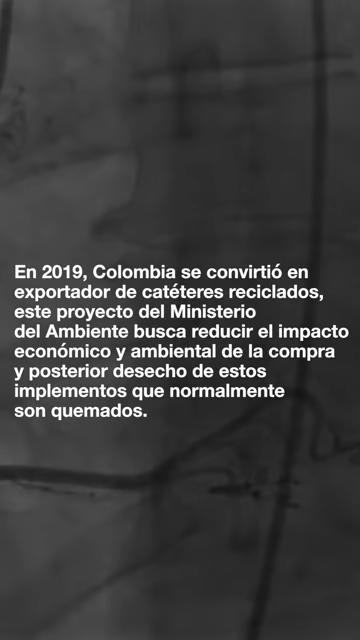 En 2019, Colombia se convirtió en
exportador de catéteres reciclados,
este proyecto del Ministerio
del Ambiente busca reducir el impacto
económico y ambiental de la compra
y posterior desecho de estos
implementos que normalmente
son quemados.